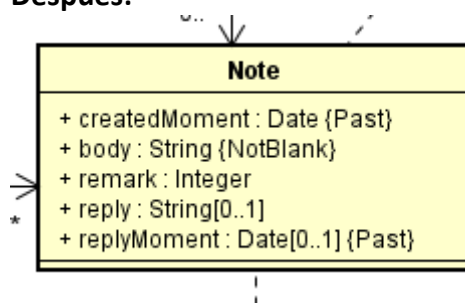 Después:
0..
Note
+ createdMoment : Date {Past}
+ body : String {NotBlank}
+ remark : Integer
+ reply : String[0..1]
*
+ replyMoment : Date[0..1] {Past}